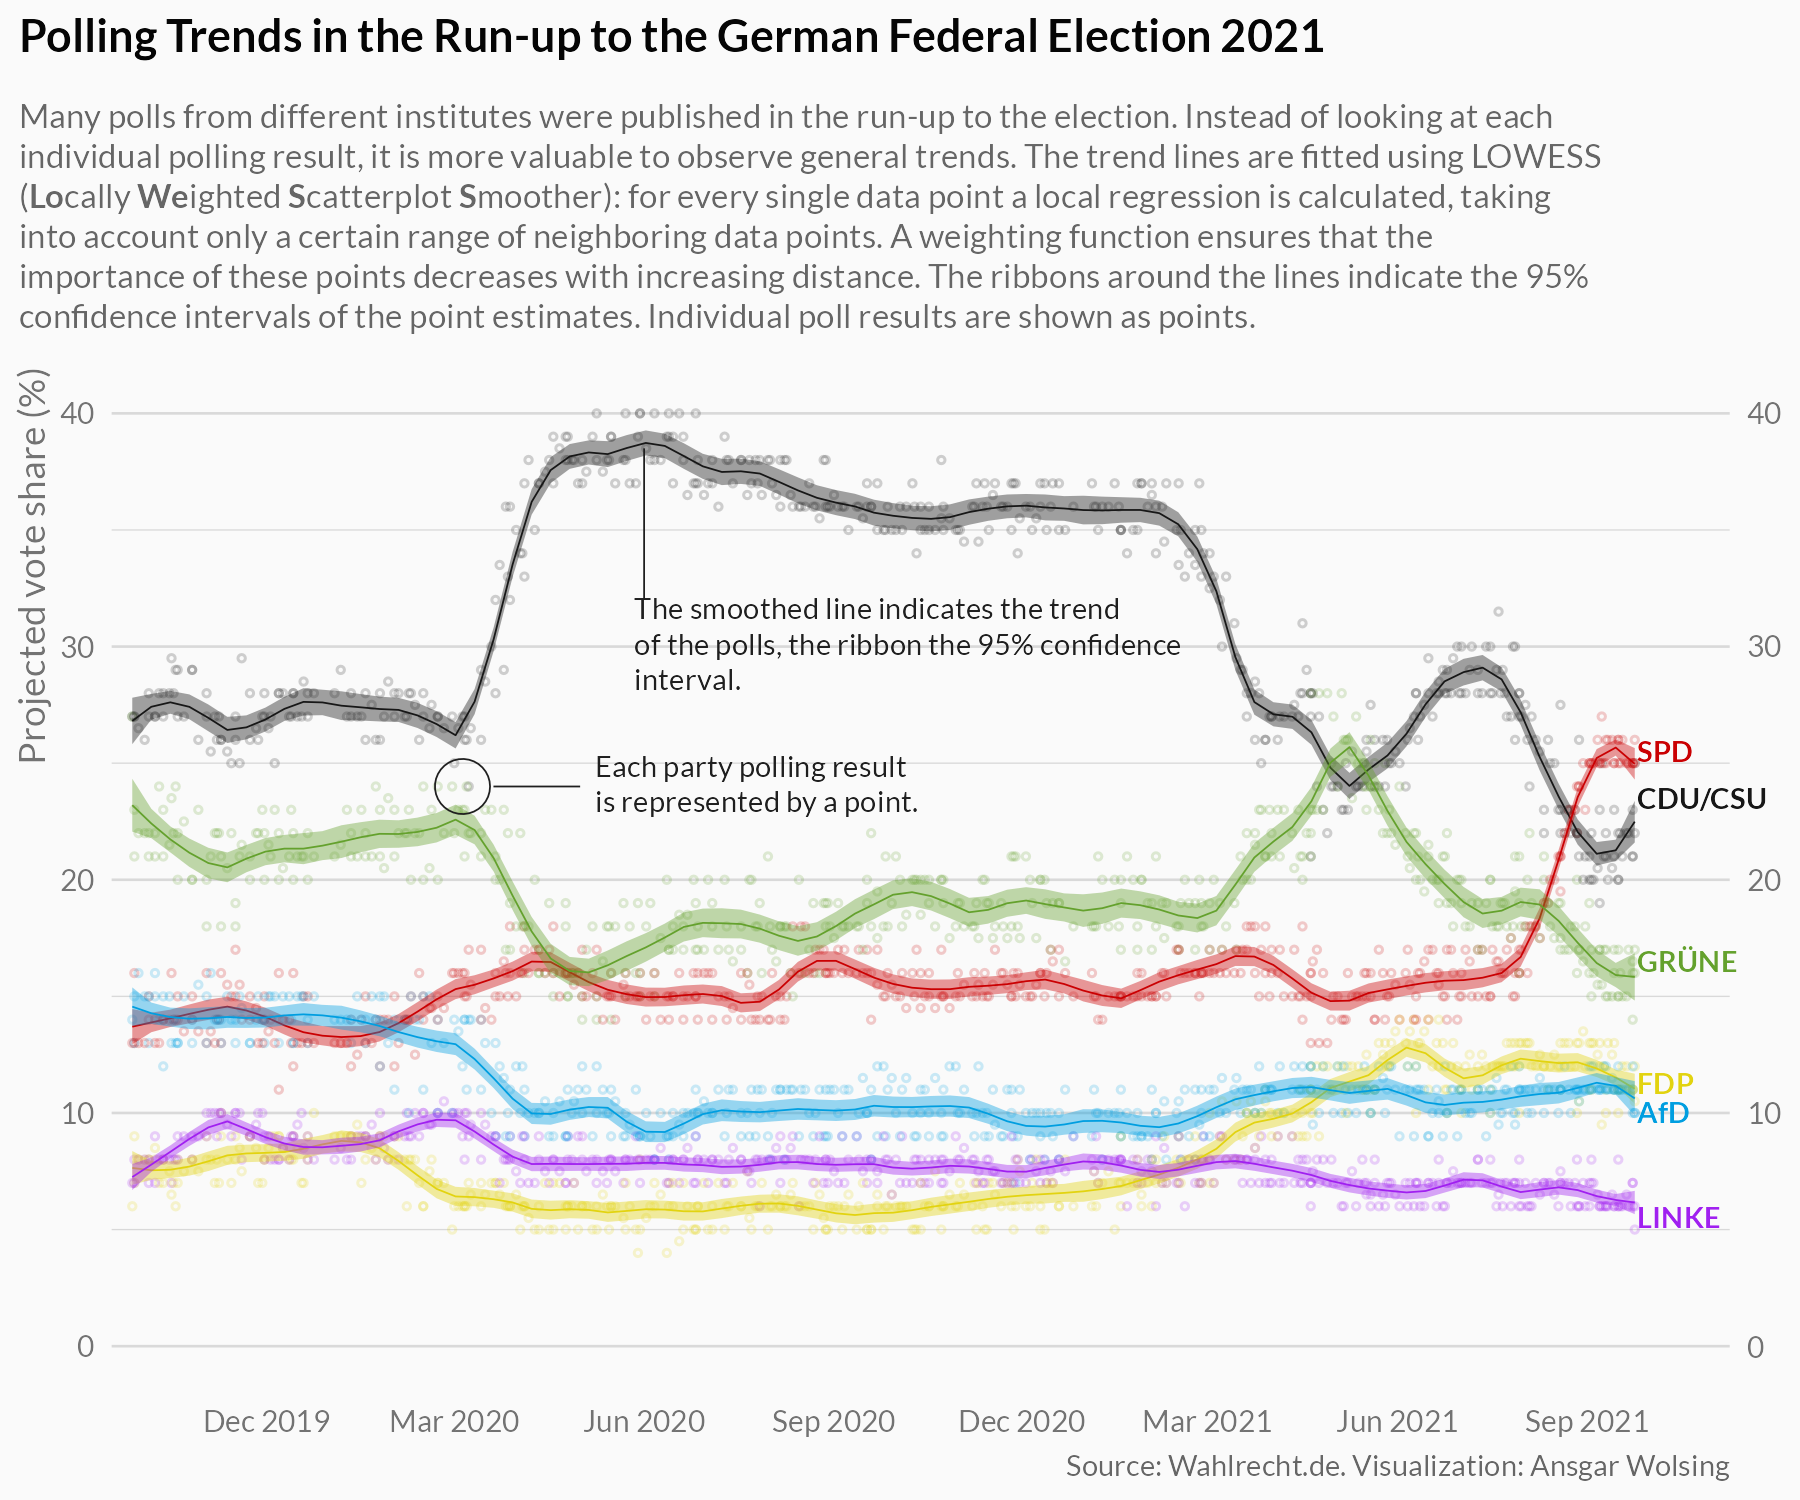 Polling Trends in the Run-up to the German Federal Election 2021
Many polls from different institutes were published in the run-up to the election. Instead of looking at each
individual polling result, it is more valuable to observe general trends. The trend lines are fitted using LOWESS
(Locally Weighted Scatterplot Smoother): for every single data point a local regression is calculated, taking
into account only a certain range of neighboring data points. A weighting function ensures that the
importance of these points decreases with increasing distance. The ribbons around the lines indicate the 95%
confidence intervals of the point estimates. Individual poll results are shown as points.
Projected vote share (%)
40
40
The smoothed line indicates the trend
of the polls, the ribbon the 95% confidence
interval.
30
30
Each party polling result
is represented by a point.
SPD
CDU/CSU
20
20
GRÜNE
FDP
10
AfD
10
LINKE
0
0
Dec 2019 Mar 2020 Jun 2020 Sep 2020 Dec 2020 Mar 2021 Jun 2021 Sep 2021
Source: Wahlrecht.de. Visualization: Ansgar Wolsing